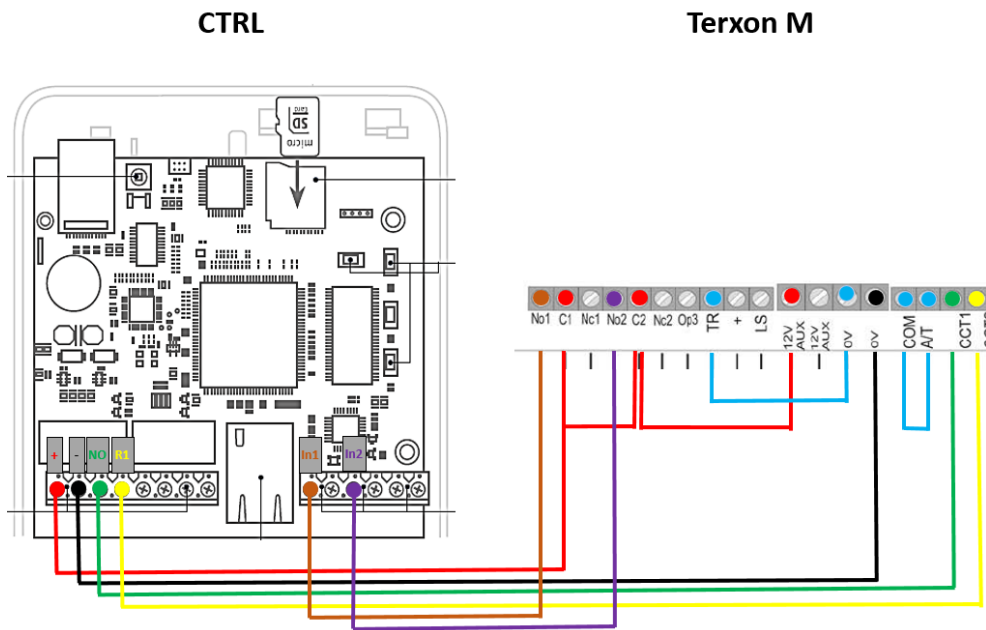 CTRL
Terxon M
micro
SD
Card
No1 C1 Nc1 No2 C2 Nc2 Op3 TR + LS 12V AUX 12V AUX 0V 0V COM A/T CCT1
+ - NO R1
In1 In2